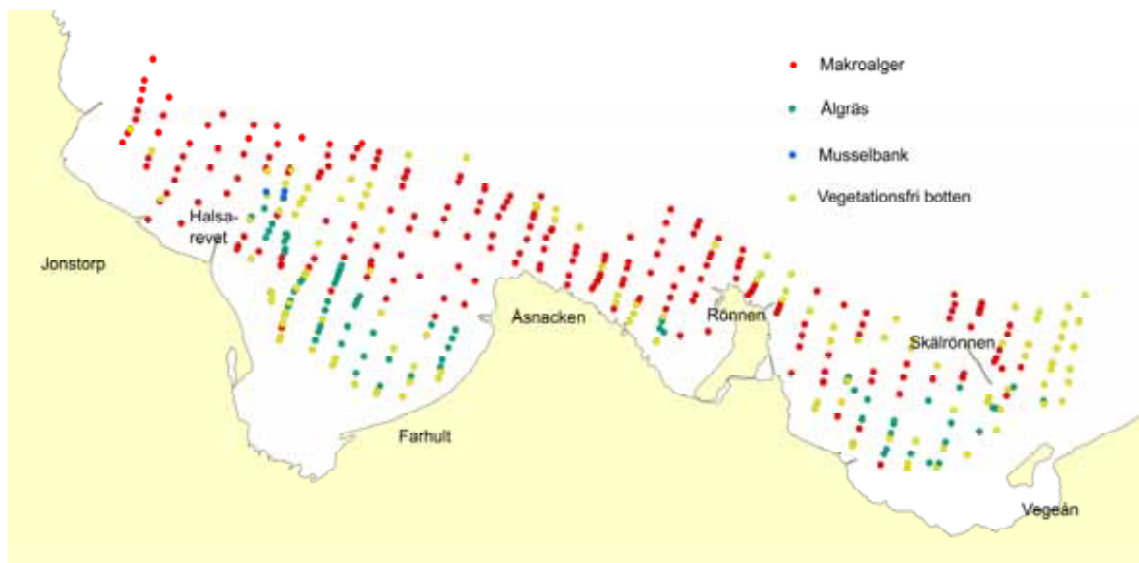 Makroalger
Ålgräs
Musselbank
Vegetationsfri botten
Halsa-
revet
Jonstorp
Åsnacken
Rönnen
Skälrönnen
Farhult
Vegeån